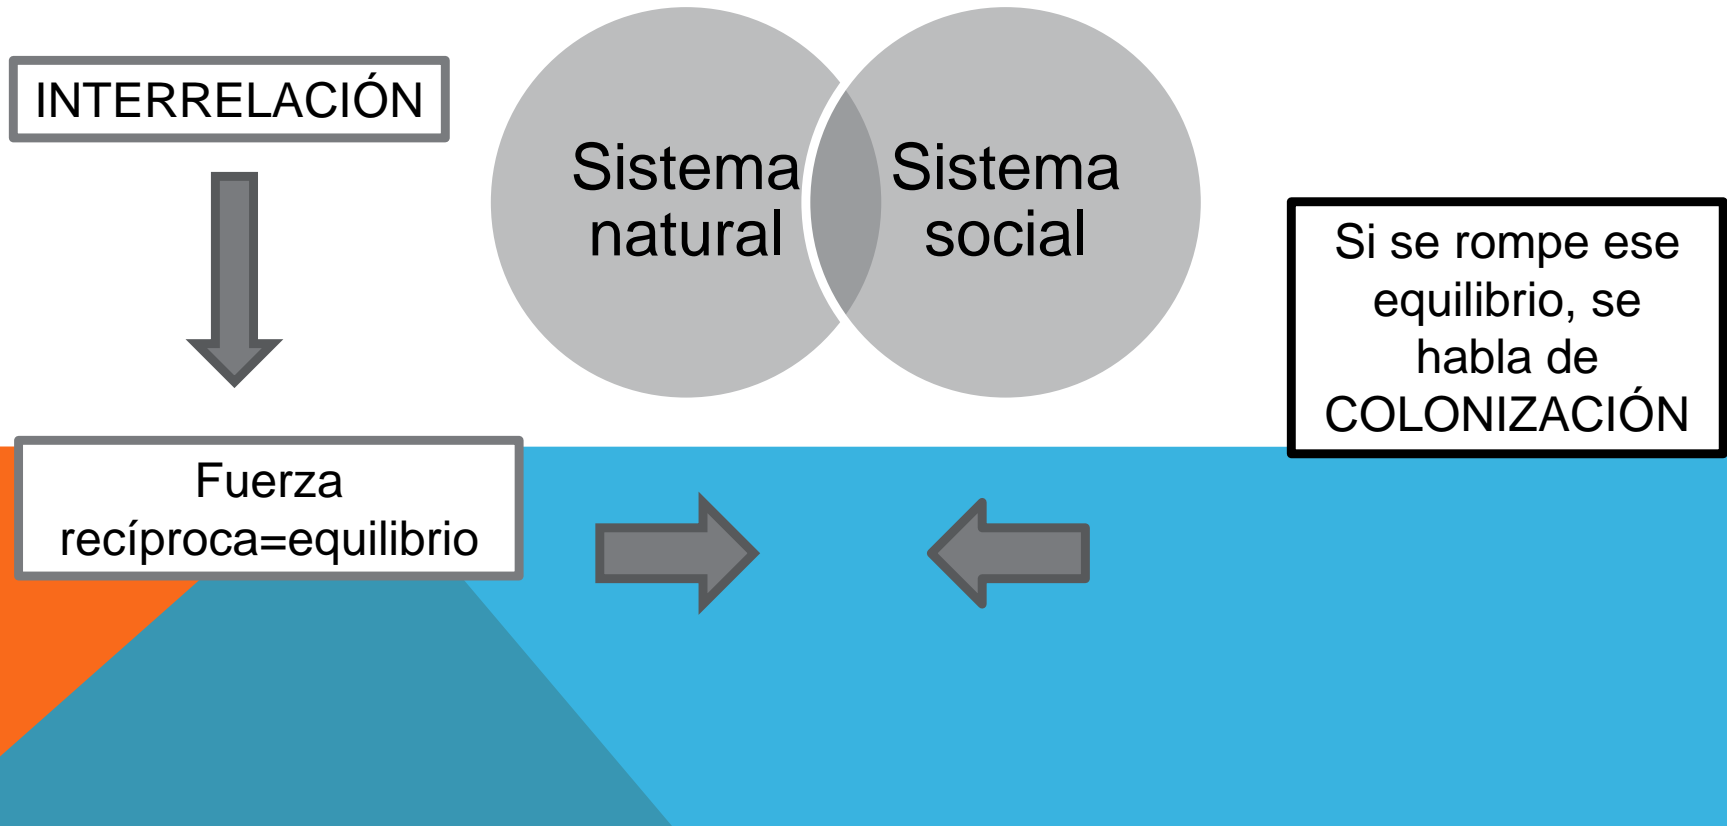 INTERRELACIÓN
Sistema
natural
Sistema
social
Si se rompe ese
equilibrio, se
habla de
COLONIZACIÓN
Fuerza
recíproca=equilibrio